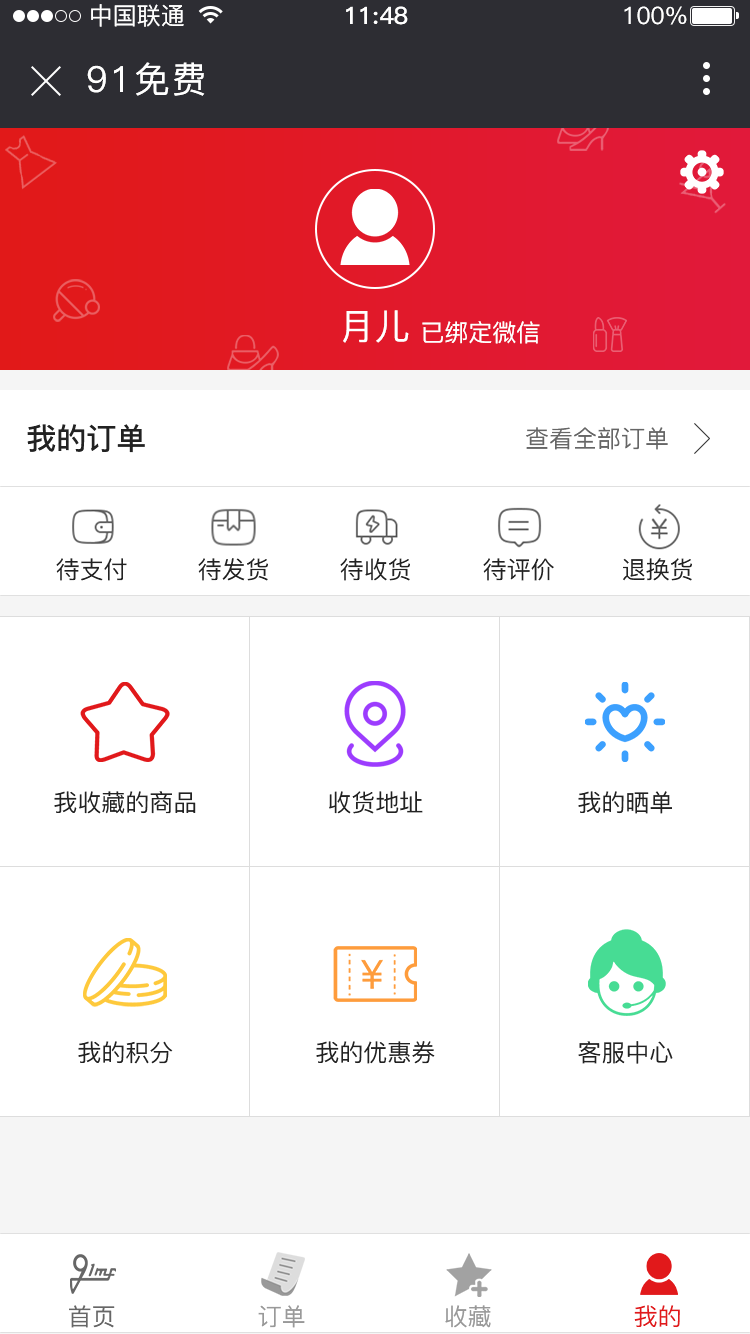 中国联通 11:48 100%
91免费
月儿 已绑定微信
我的订单 查看全部订单
待支付 待发货 待收货 待评价 退换货
我收藏的商品 收货地址 我的晒单
¥
我的积分 我的优惠券 客服中心
91mf
首页 订单 收藏 我的